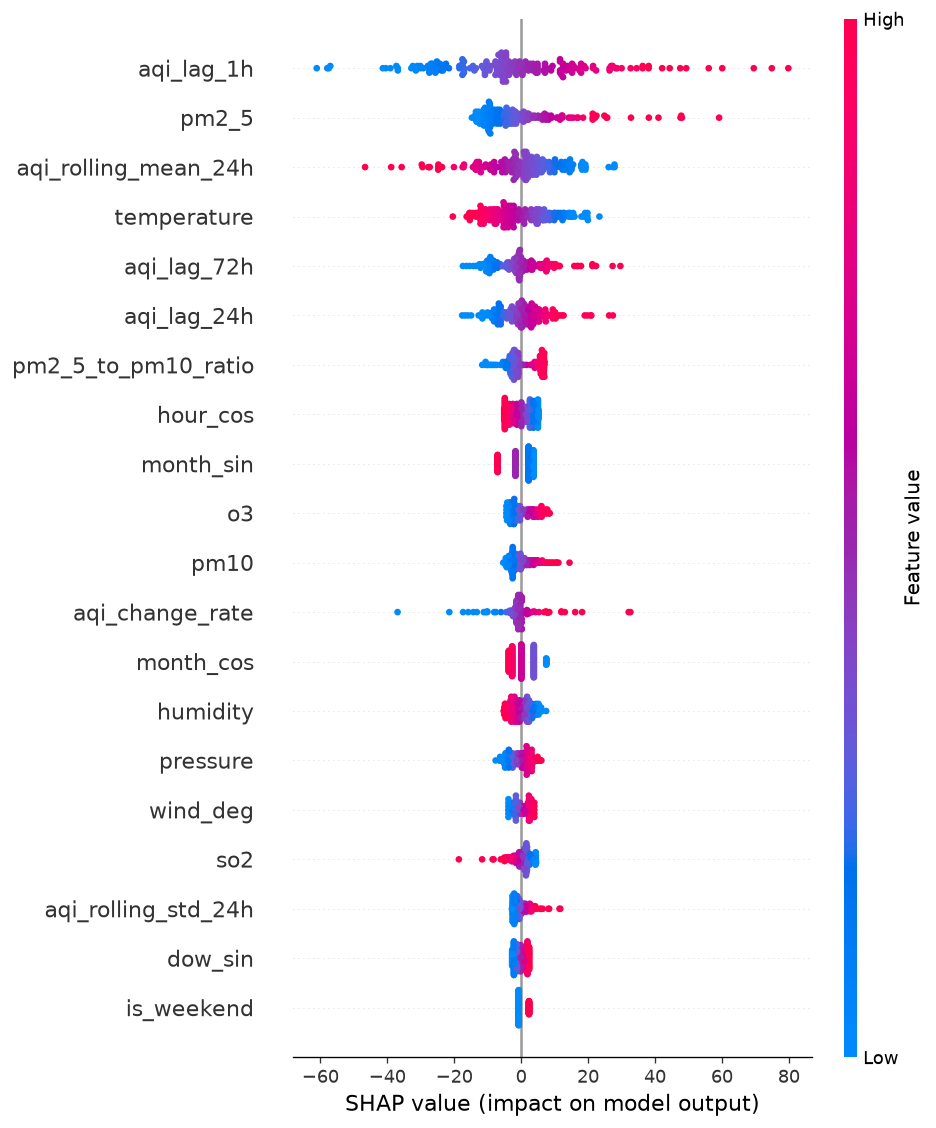 High
aqi_lag_1h
pm2_5
aqi_rolling_mean_24h
temperature
aqi_lag_72h
aqi_lag_24h
pm2_5_to_pm10_ratio
hour_cos
month_sin
o3
pm10
aqi_change_rate
month_cos
humidity
pressure
wind_deg
so2
aqi_rolling_std_24h
dow_sin
is_weekend
Feature value
Low
−60 −40 −20 0 20 40 60 80
SHAP value (impact on model output)